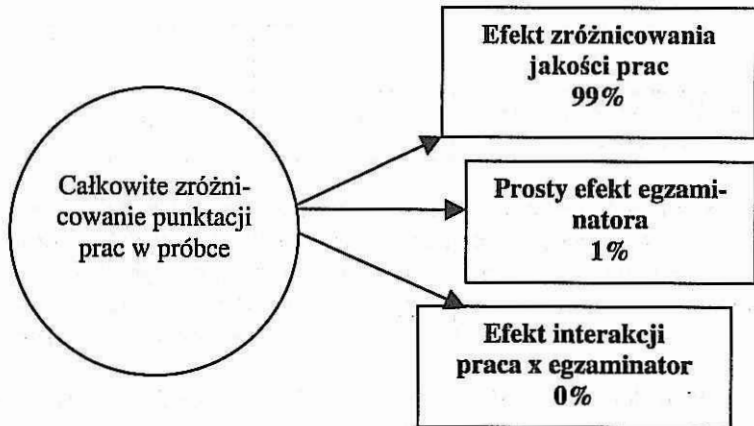 Całkowite zróżni-
cowanie punktacji
prac w próbce
Efekt zróżnicowania
jakości prac
99%
Prosty efekt egzami-
natora
1%
Efekt interakcji
praca x egzaminator
0%